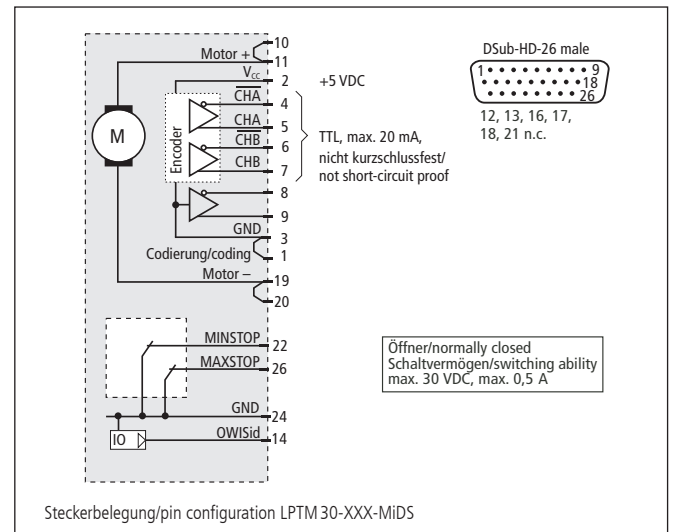 10
Motor +
11
DSub-HD-26 male
VCC
2
+5 VDC
1
9
18
26
CHA
4
CHA
5
CHB
6
CHB
7
12, 13, 16, 17,
18, 21 n.c.
M
Encoder
TTL, max. 20 mA,
nicht kurzschlussfest/
not short-circuit proof
8
9
GND
3
Codierung/coding
1
Motor –
19
20
MINSTOP
22
MAXSTOP
26
Öffner/normally closed
Schaltvermögen/switching ability
max. 30 VDC, max. 0,5 A
GND
24
IO
OWISid
14
Steckerbelegung/pin configuration LPTM 30-XXX-MiDS